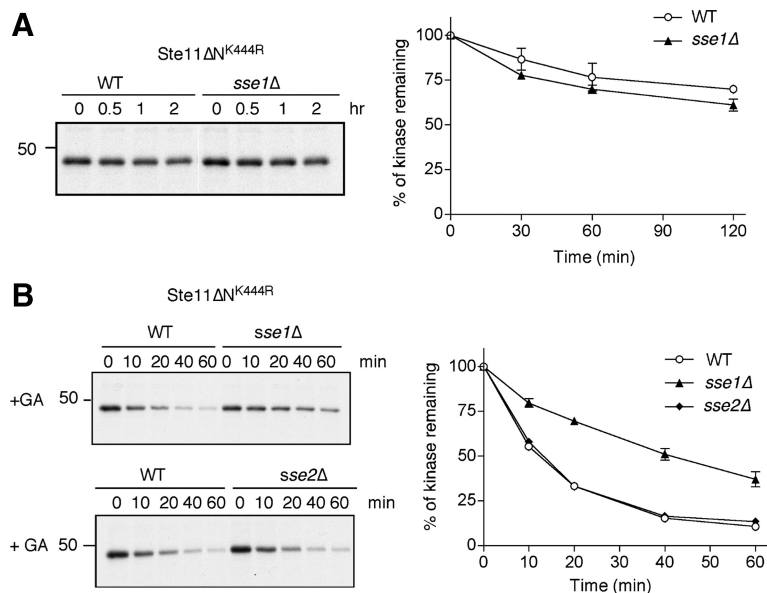 A
Ste11ΔN^K444R
WT sse1Δ
0 0.5 1 2 0 0.5 1 2 hr
50
% of kinase remaining
100
75
50
25
0
0 30 60 90 120
Time (min)
WT
sse1Δ
B
Ste11ΔN^K444R
WT sse1Δ
0 10 20 40 60 0 10 20 40 60 min
+GA 50
WT sse2Δ
0 10 20 40 60 0 10 20 40 60 min
+ GA 50
% of kinase remaining
100
75
50
25
0
0 10 20 30 40 50 60
Time (min)
WT
sse1Δ
sse2Δ